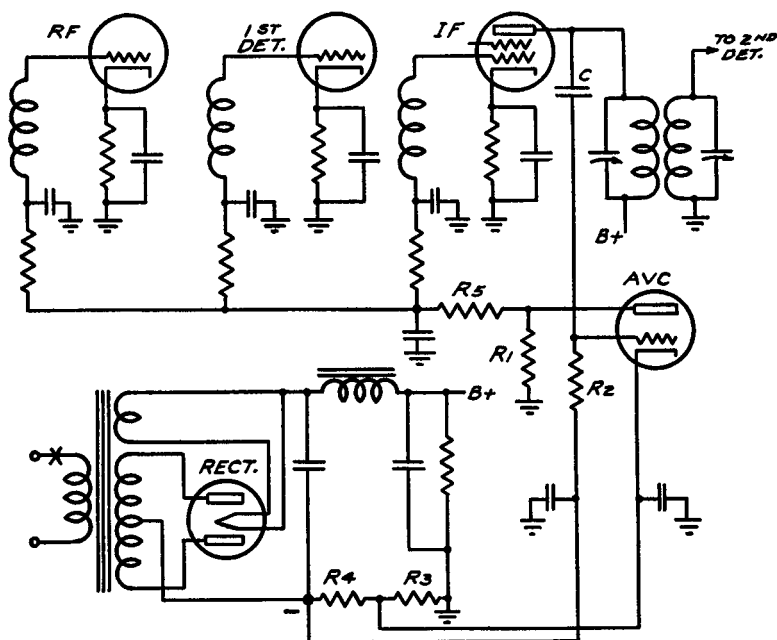 RF
1ST
DET.
IF
C
TO 2ND
DET.
B+
AVC
R5
R1
R2
B+
RECT.
R4
R3
-